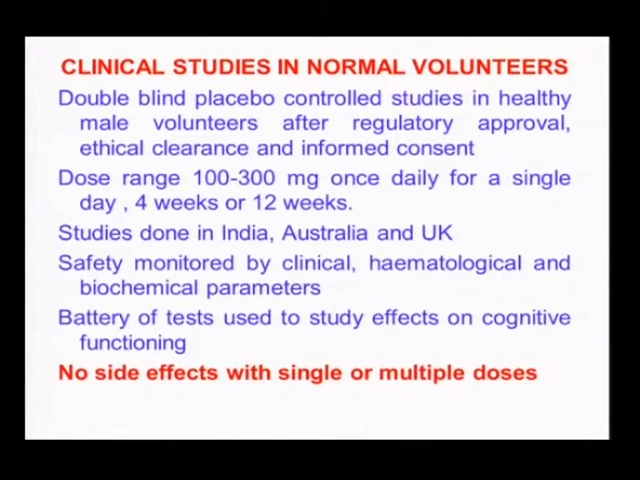 CLINICAL STUDIES IN NORMAL VOLUNTEERS
Double blind placebo controlled studies in healthy
male volunteers after regulatory approval,
ethical clearance and informed consent
Dose range 100-300 mg once daily for a single
day , 4 weeks or 12 weeks.
Studies done in India, Australia and UK
Safety monitored by clinical, haematological and
biochemical parameters
Battery of tests used to study effects on cognitive
functioning
No side effects with single or multiple doses